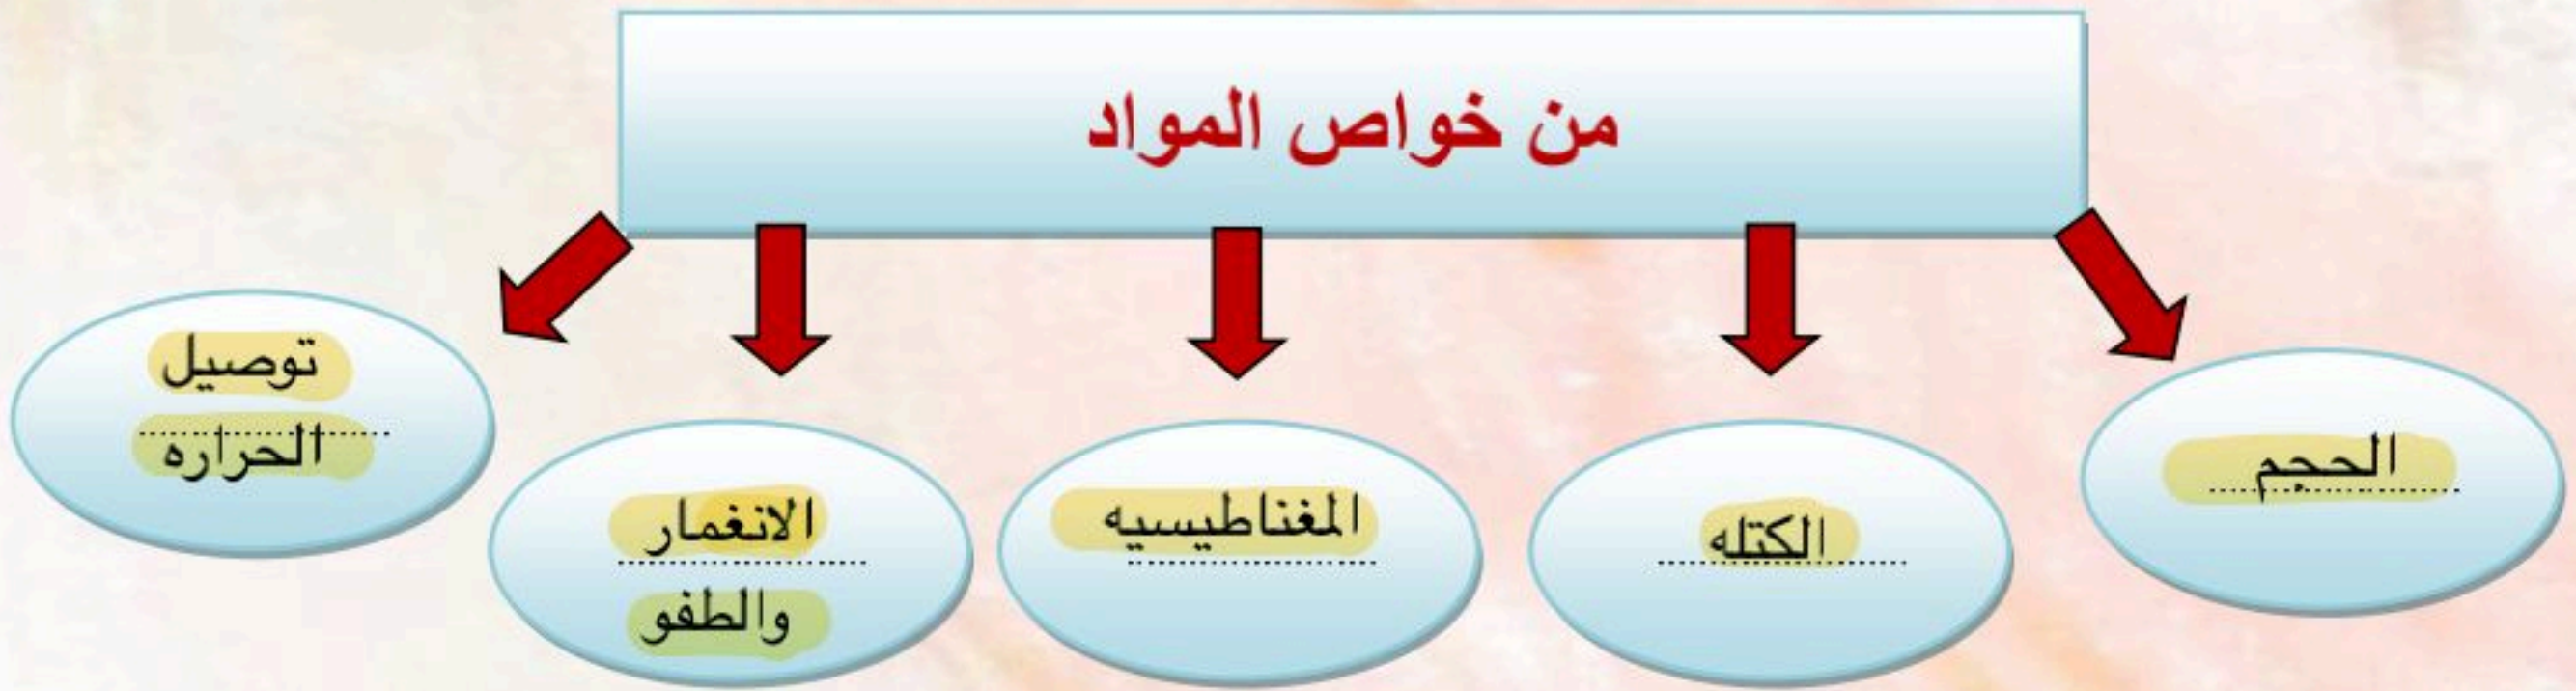 من خواص المواد
الحجم
الكتله
المغناطيسيه
الانغمار
والطفو
توصيل
الحراره